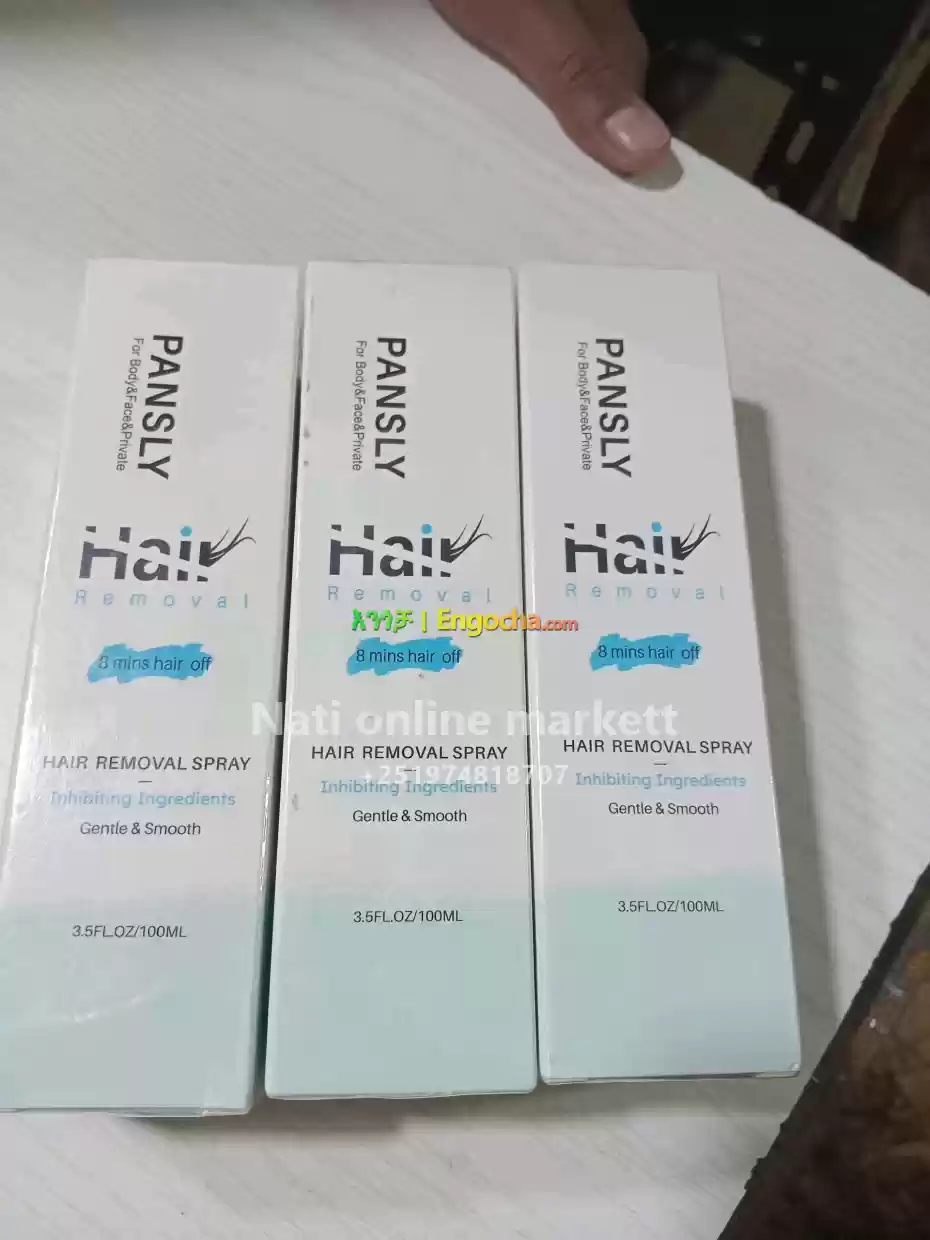 PANSLY
For Body&Face&Private
Hair
Removal
8 mins hair off
HAIR REMOVAL SPRAY
Inhibiting Ingredients
Gentle & Smooth
3.5FL.OZ/100ML
PANSLY
For Body&Face&Private
Hair
Removal
8 mins hair off
HAIR REMOVAL SPRAY
Inhibiting Ingredients
Gentle & Smooth
3.5FL.OZ/100ML
PANSLY
For Body&Face&Private
Hair
Removal
8 mins hair off
HAIR REMOVAL SPRAY
Inhibiting Ingredients
Gentle & Smooth
3.5FL.OZ/100ML
እንጎቻ | Engocha.com
Nati online markett
+251974818707